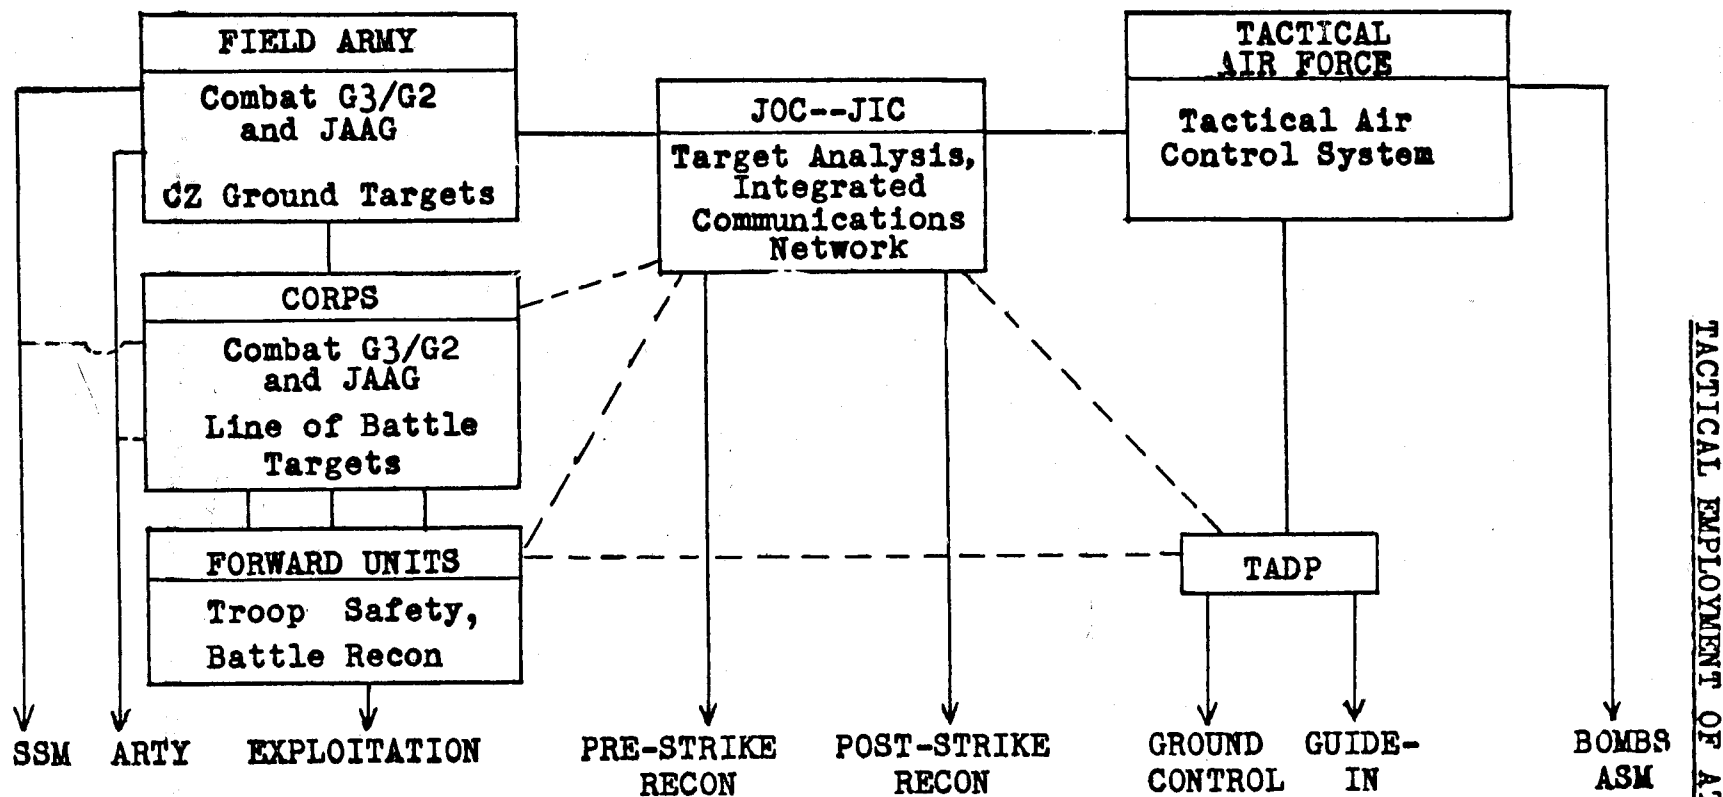 FIELD ARMY
Combat G3/G2
and JAAG
CZ Ground Targets
JOC--JIC
Target Analysis,
Integrated
Communications
Network
TACTICAL
AIR FORCE
Tactical Air
Control System
CORPS
Combat G3/G2
and JAAG
Line of Battle
Targets
FORWARD UNITS
Troop Safety,
Battle Recon
TADP
SSM
ARTY
EXPLOITATION
PRE-STRIKE
RECON
POST-STRIKE
RECON
GROUND
CONTROL
GUIDE-
IN
BOMBS
ASM
TACTICAL EMPLOYMENT OF